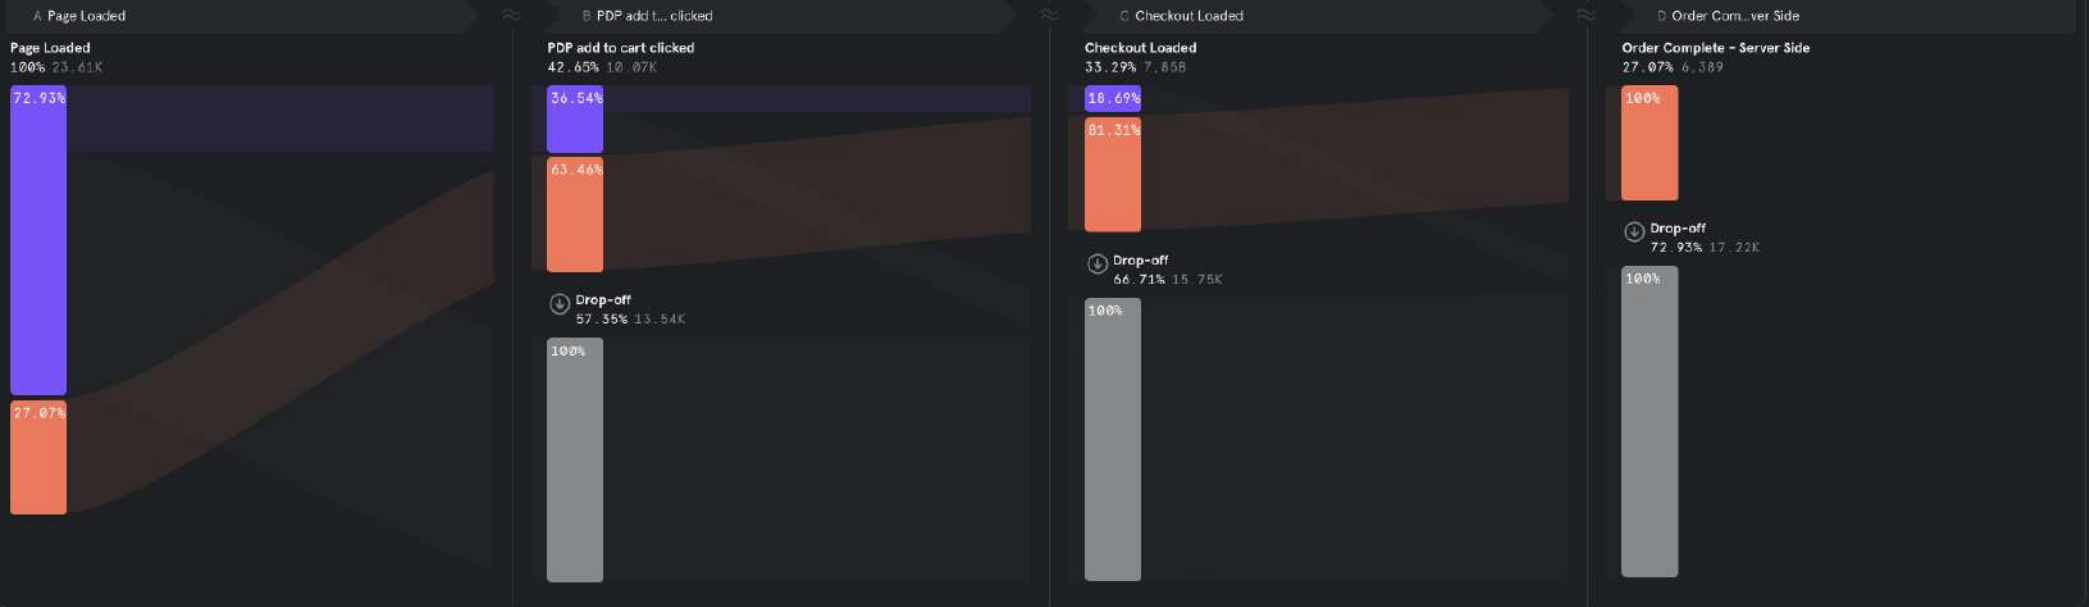 A Page Loaded
B PDP add t... clicked
C Checkout Loaded
D Order Com...ver Side
Page Loaded
100% 23.61K
72.93%
27.07%
PDP add to cart clicked
42.65% 10.07K
36.54%
63.46%
Drop-off
57.35% 13.54K
100%
Checkout Loaded
33.29% 7,858
18.69%
81.31%
Drop-off
66.71% 15.75K
100%
Order Complete - Server Side
27.07% 6,389
100%
Drop-off
72.93% 17.22K
100%